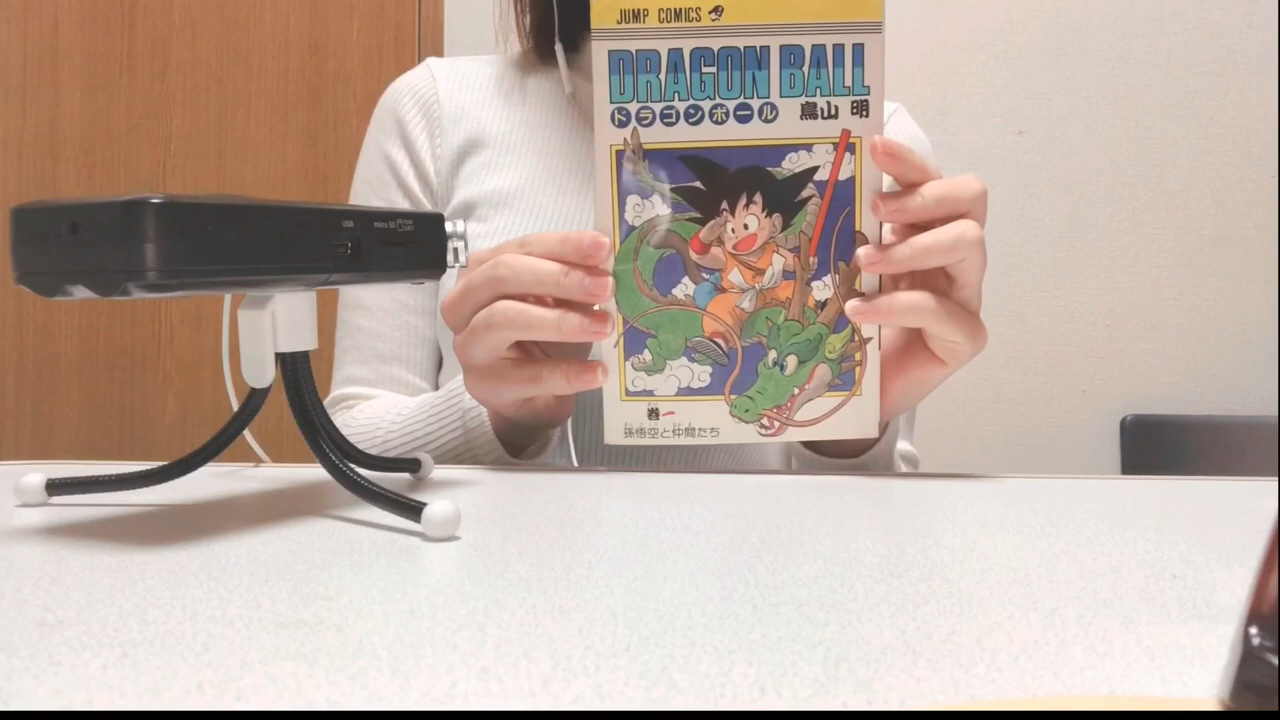 JUMP COMICS
DRAGON BALL
ドラゴンボール 鳥山 明
巻一
孫悟空と仲間たち
USB
micro SD